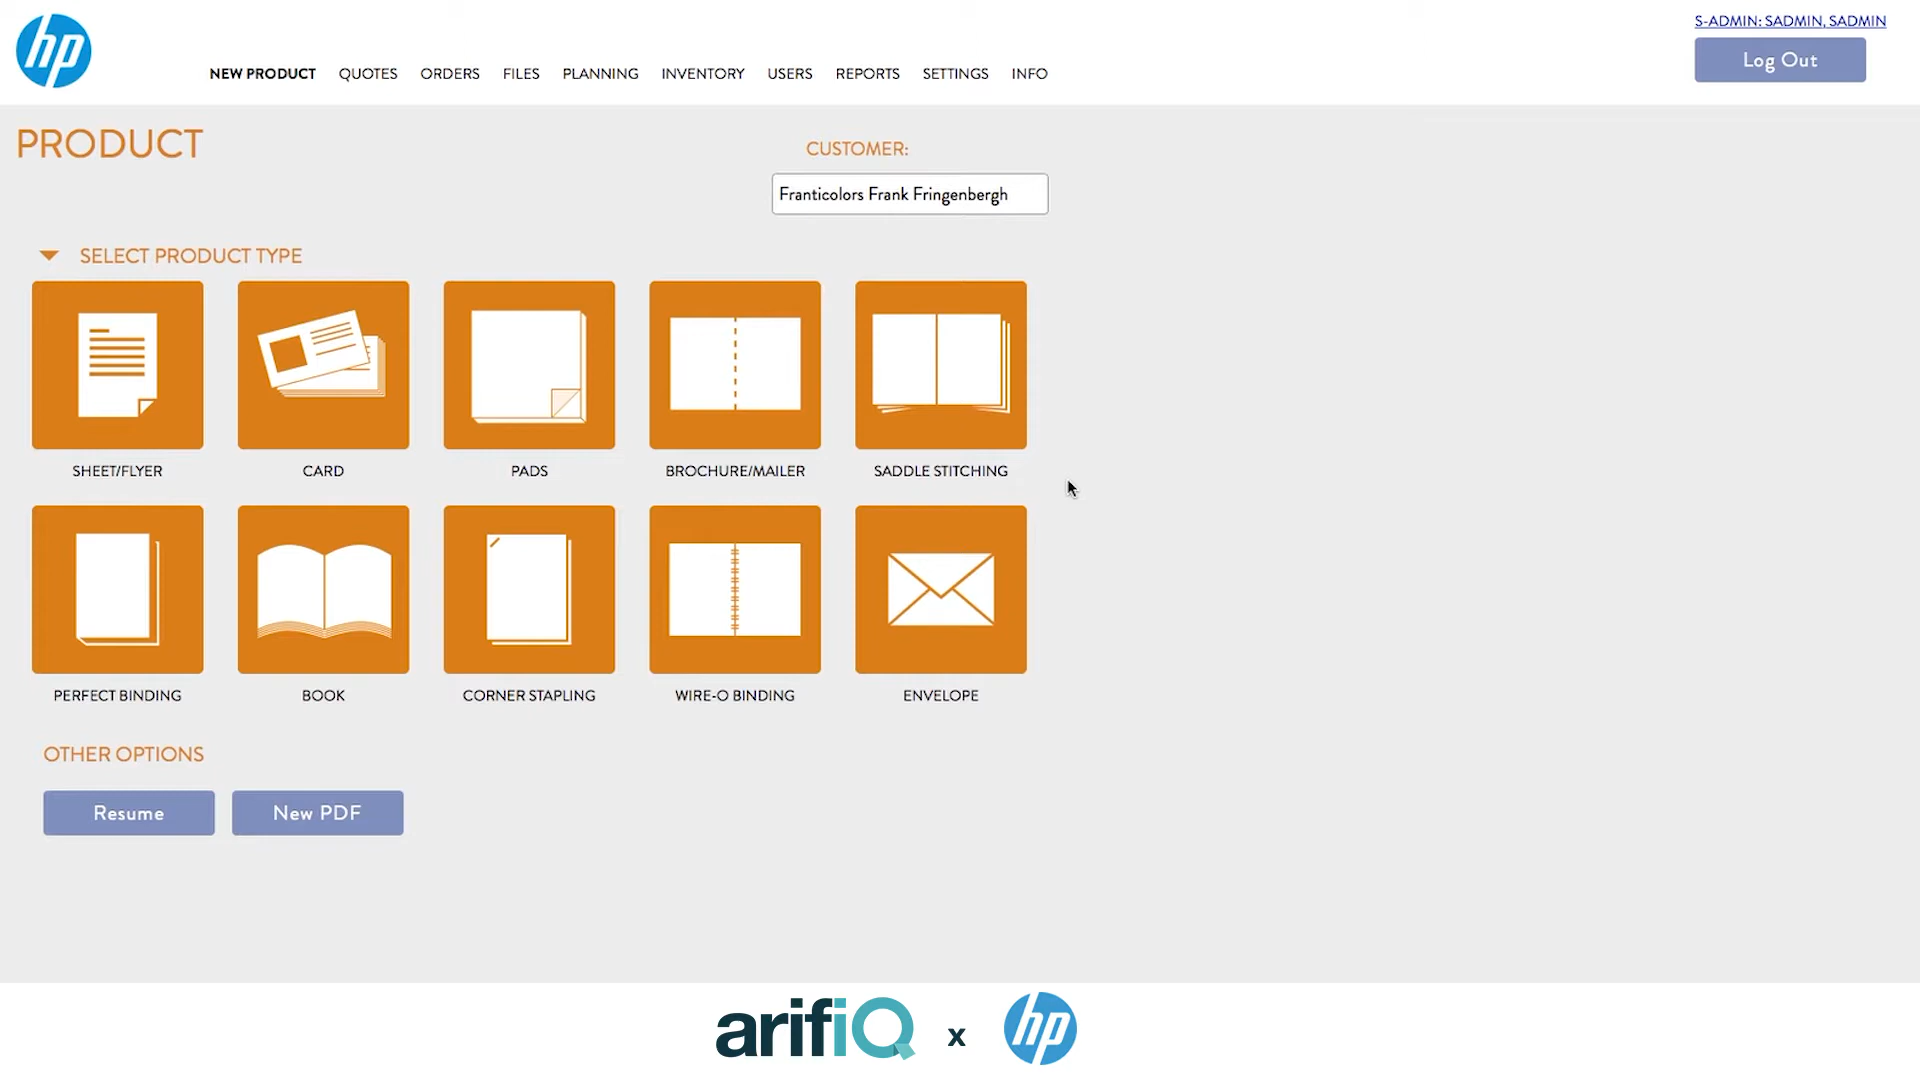 hp
S-ADMIN: SADMIN, SADMIN
Log Out
NEW PRODUCT QUOTES ORDERS FILES PLANNING INVENTORY USERS REPORTS SETTINGS INFO
PRODUCT
CUSTOMER:
Franticolors Frank Fringenbergh
SELECT PRODUCT TYPE
SHEET/FLYER CARD PADS BROCHURE/MAILER SADDLE STITCHING
PERFECT BINDING BOOK CORNER STAPLING WIRE-O BINDING ENVELOPE
OTHER OPTIONS
Resume New PDF
arifiQ x hp